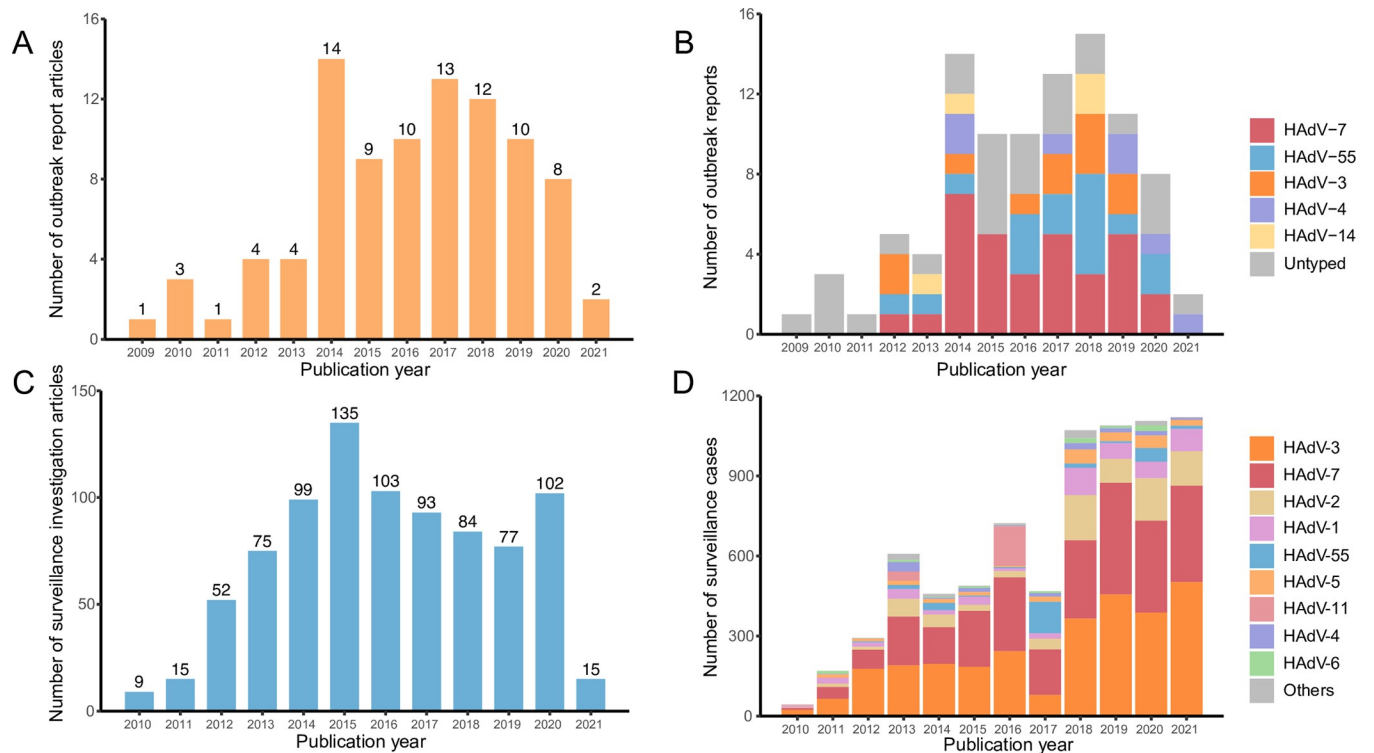 A
Number of outbreak report articles
16
12
8
4
0
1
3
1
4
4
14
9
10
13
12
10
8
2
2009 2010 2011 2012 2013 2014 2015 2016 2017 2018 2019 2020 2021
Publication year
B
Number of outbreak reports
16
12
8
4
0
2009 2010 2011 2012 2013 2014 2015 2016 2017 2018 2019 2020 2021
Publication year
HAdV−7
HAdV−55
HAdV−3
HAdV−4
HAdV−14
Untyped
C
Number of surveillance investigation articles
150
100
50
0
9
15
52
75
99
135
103
93
84
77
102
15
2010 2011 2012 2013 2014 2015 2016 2017 2018 2019 2020 2021
Publication year
D
Number of surveillance cases
1200
900
600
300
0
2010 2011 2012 2013 2014 2015 2016 2017 2018 2019 2020 2021
Publication year
HAdV-3
HAdV-7
HAdV-2
HAdV-1
HAdV-55
HAdV-5
HAdV-11
HAdV-4
HAdV-6
Others